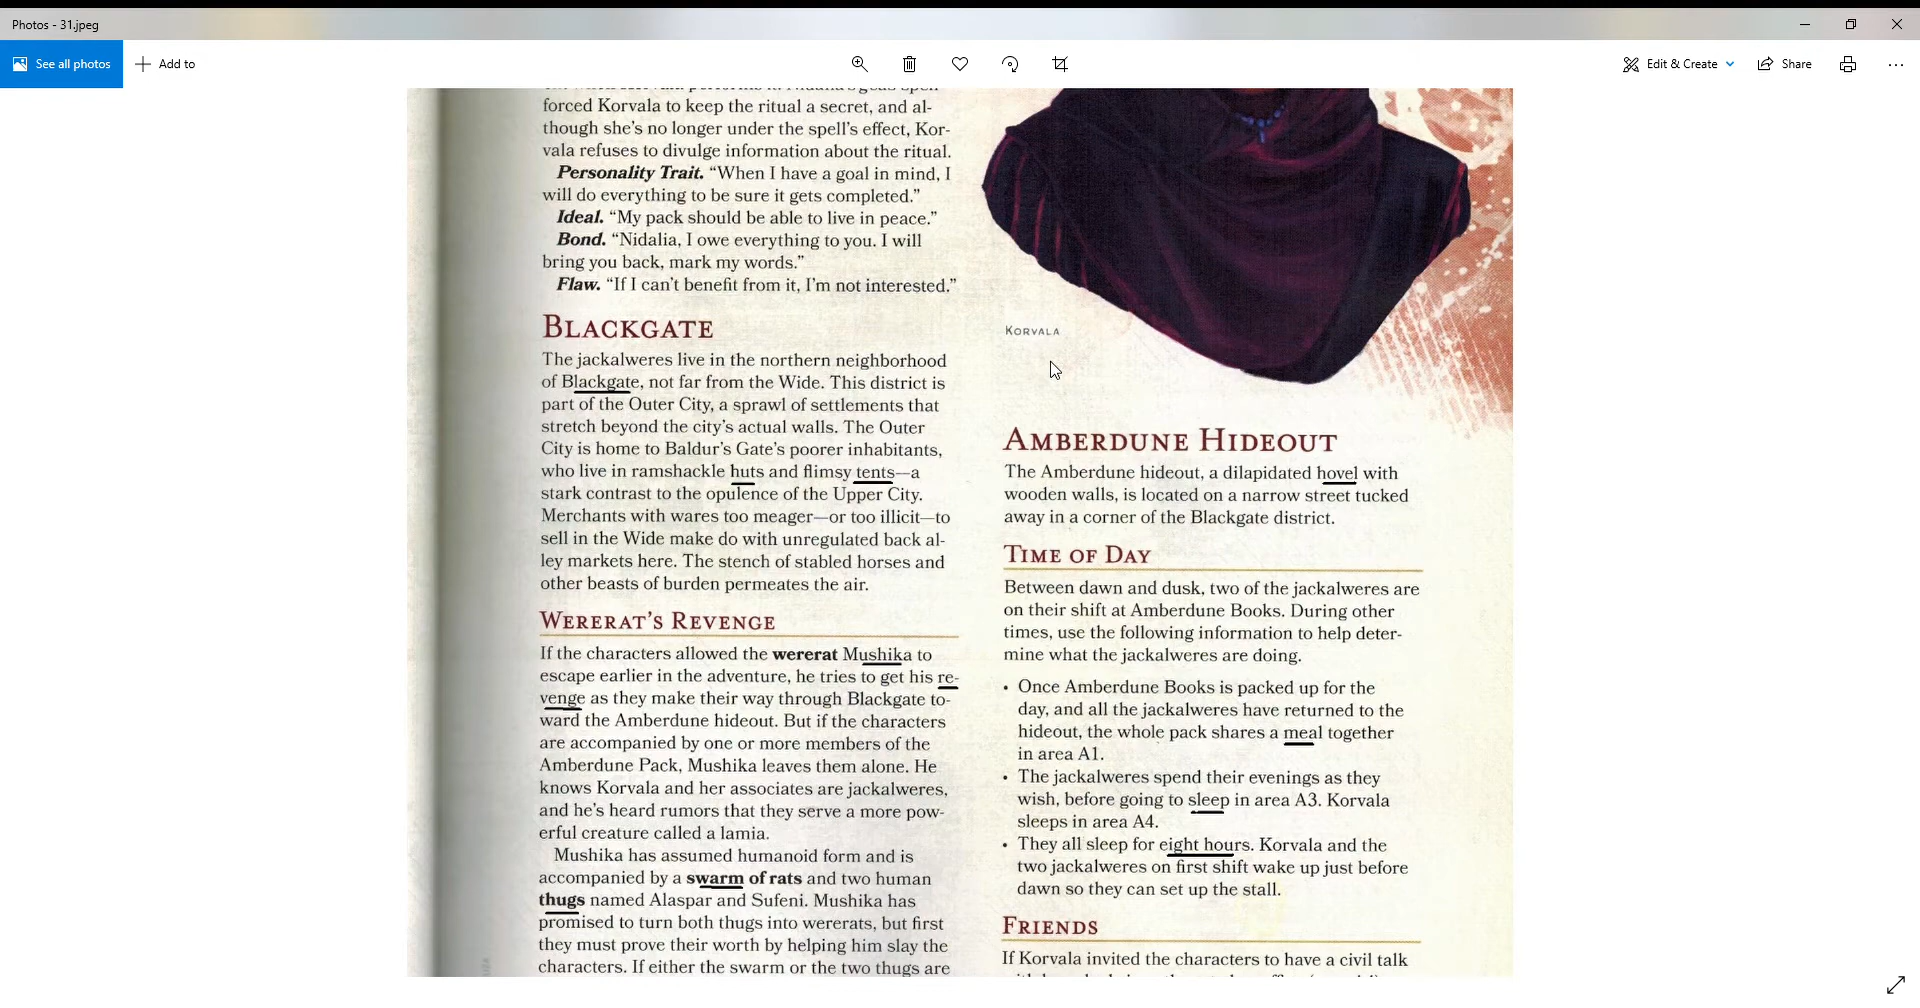 Photos - 31.jpeg
See all photos
Add to
Edit & Create
Share
forced Korvala to keep the ritual a secret, and al-
though she's no longer under the spell's effect, Kor-
vala refuses to divulge information about the ritual.
Personality Trait. “When I have a goal in mind, I
will do everything to be sure it gets completed.”
Ideal. “My pack should be able to live in peace.”
Bond. “Nidalia, I owe everything to you. I will
bring you back, mark my words.”
Flaw. “If I can't benefit from it, I'm not interested.”
BLACKGATE
The jackalweres live in the northern neighborhood
of Blackgate, not far from the Wide. This district is
part of the Outer City, a sprawl of settlements that
stretch beyond the city's actual walls. The Outer
City is home to Baldur's Gate's poorer inhabitants,
who live in ramshackle huts and flimsy tents—a
stark contrast to the opulence of the Upper City.
Merchants with wares too meager—or too illicit—to
sell in the Wide make do with unregulated back al-
ley markets here. The stench of stabled horses and
other beasts of burden permeates the air.
WERERAT'S REVENGE
If the characters allowed the wererat Mushika to
escape earlier in the adventure, he tries to get his re-
venge as they make their way through Blackgate to-
ward the Amberdune hideout. But if the characters
are accompanied by one or more members of the
Amberdune Pack, Mushika leaves them alone. He
knows Korvala and her associates are jackalweres,
and he's heard rumors that they serve a more pow-
erful creature called a lamia.
Mushika has assumed humanoid form and is
accompanied by a swarm of rats and two human
thugs named Alaspar and Sufeni. Mushika has
promised to turn both thugs into wererats, but first
they must prove their worth by helping him slay the
characters. If either the swarm or the two thugs are
KORVALA
AMBERDUNE HIDEOUT
The Amberdune hideout, a dilapidated hovel with
wooden walls, is located on a narrow street tucked
away in a corner of the Blackgate district.
TIME OF DAY
Between dawn and dusk, two of the jackalweres are
on their shift at Amberdune Books. During other
times, use the following information to help deter-
mine what the jackalweres are doing.
• Once Amberdune Books is packed up for the
day, and all the jackalweres have returned to the
hideout, the whole pack shares a meal together
in area A1.
• The jackalweres spend their evenings as they
wish, before going to sleep in area A3. Korvala
sleeps in area A4.
• They all sleep for eight hours. Korvala and the
two jackalweres on first shift wake up just before
dawn so they can set up the stall.
FRIENDS
If Korvala invited the characters to have a civil talk